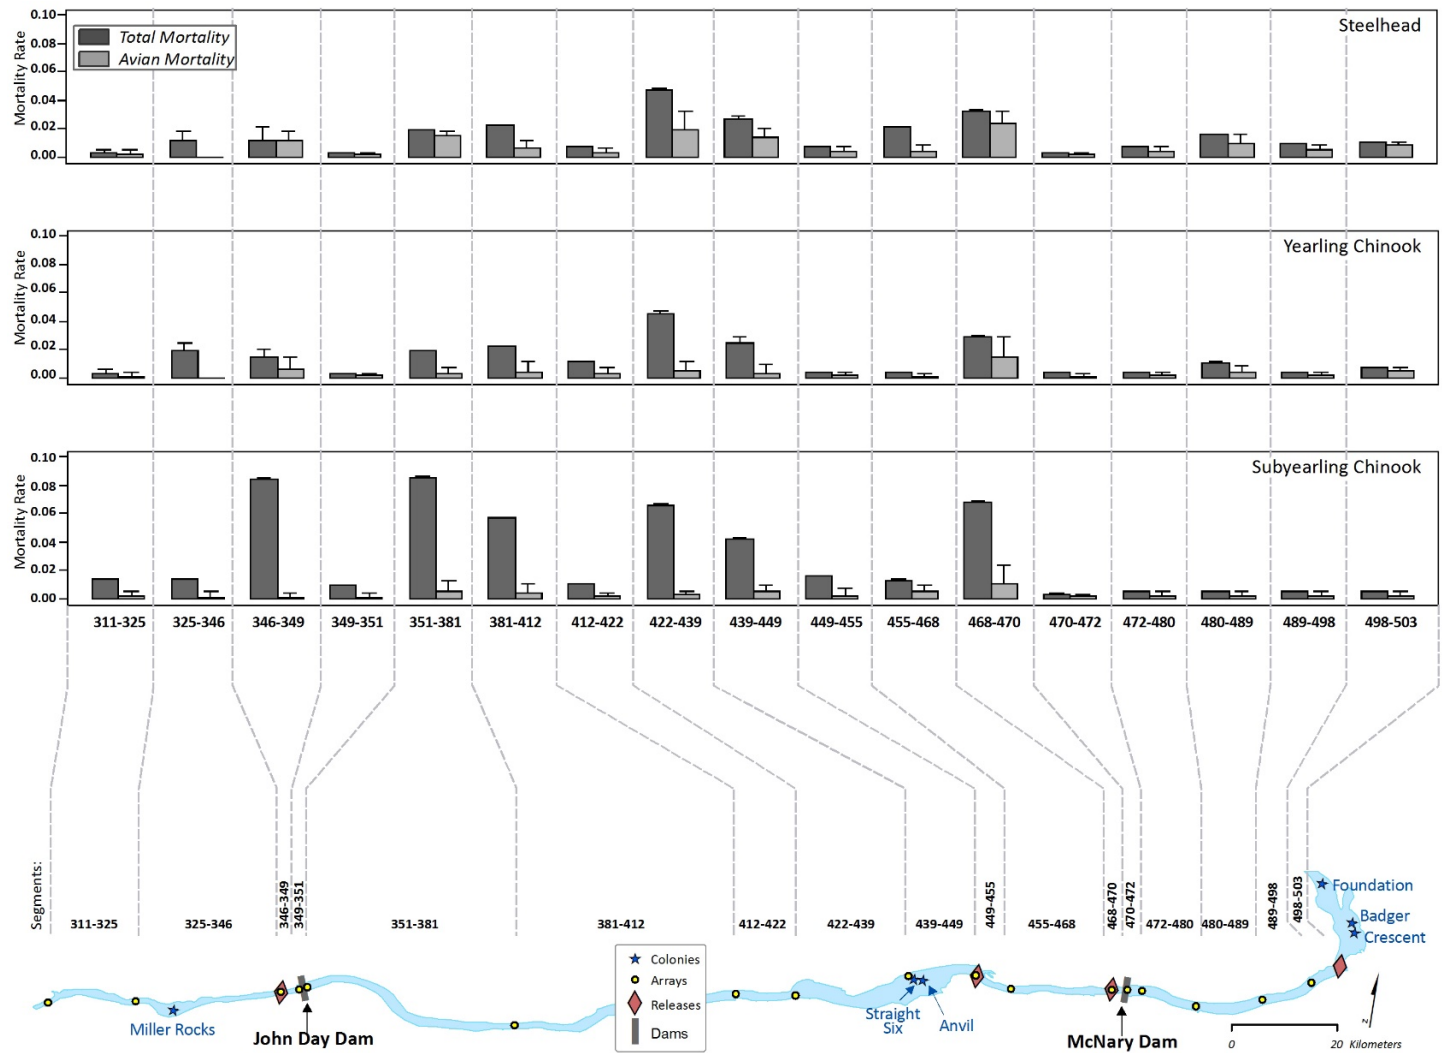 Steelhead
Total Mortality
Avian Mortality
Mortality Rate
0.10
0.08
0.06
0.04
0.02
0.00
Yearling Chinook
Mortality Rate
0.10
0.08
0.06
0.04
0.02
0.00
Subyearling Chinook
Mortality Rate
0.10
0.08
0.06
0.04
0.02
0.00
311-325 325-346 346-349 349-351 351-381 381-412 412-422 422-439 439-449 449-455 455-468 468-470 470-472 472-480 480-489 489-498 498-503
Segments:
311-325 325-346 346-349 349-351 351-381 381-412 412-422 422-439 439-449 449-455 455-468 468-470 470-472 472-480 480-489 489-498 498-503
Foundation
Badger
Crescent
Colonies
Arrays
Releases
Dams
Miller Rocks
John Day Dam
Straight
Six
Anvil
McNary Dam
0 20 Kilometers
N